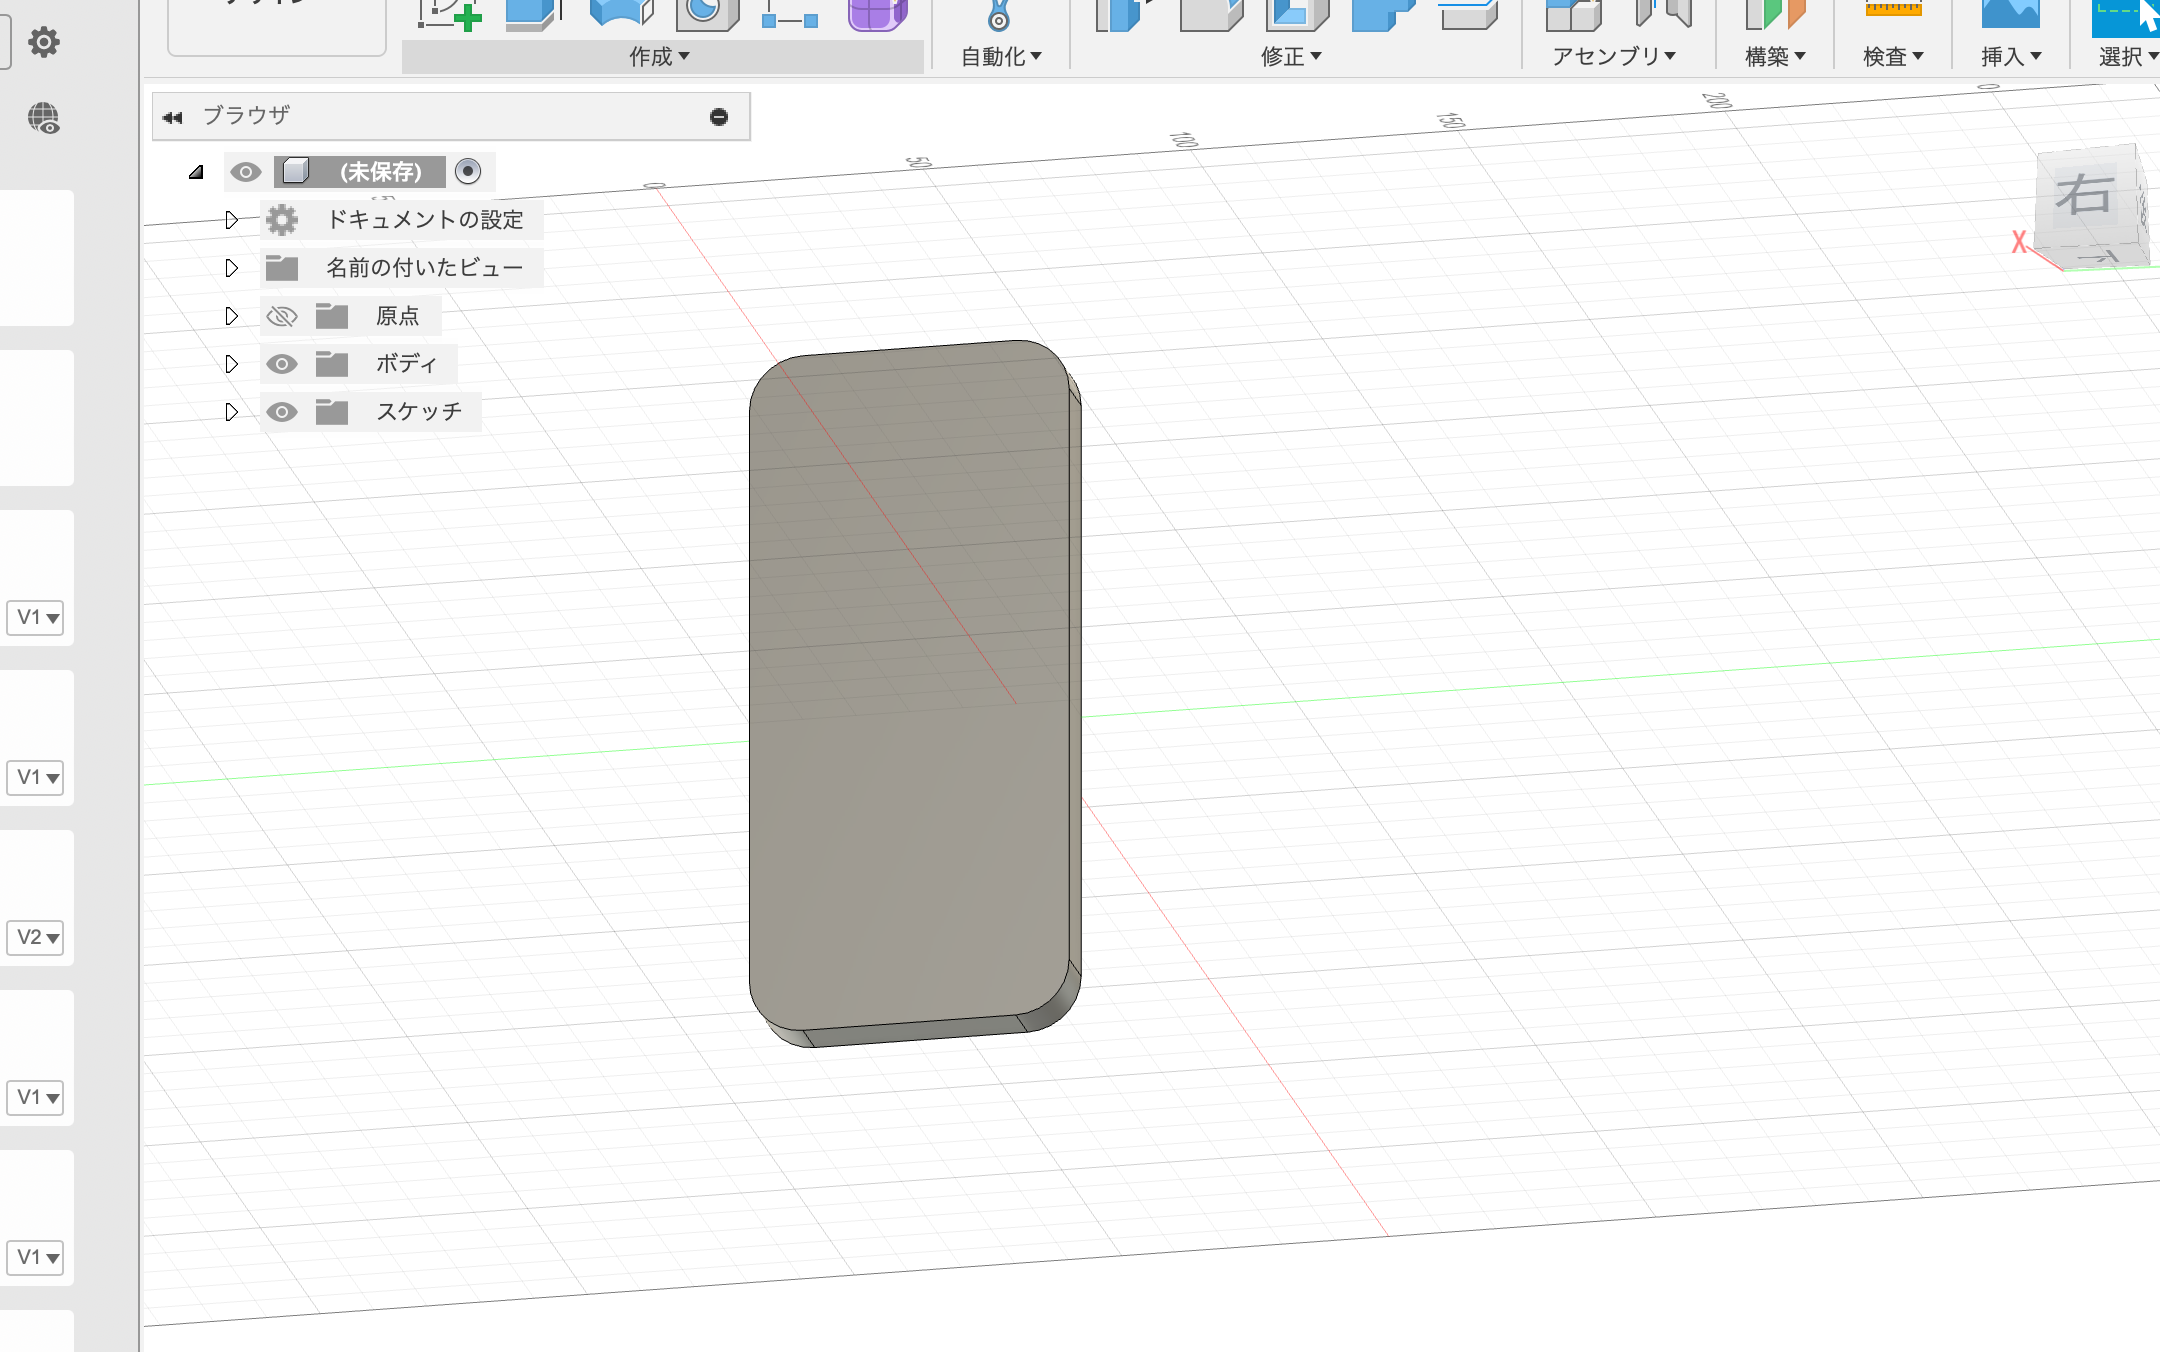 作成▼
自動化▼
修正▼
アセンブリ▼
構築▼
検査▼
挿入▼
選択▼
ブラウザ
(未保存)
ドキュメントの設定
名前の付いたビュー
原点
ボディ
スケッチ
0
50
100
150
200
0
右
下
X
V1▼
V1▼
V2▼
V1▼
V1▼